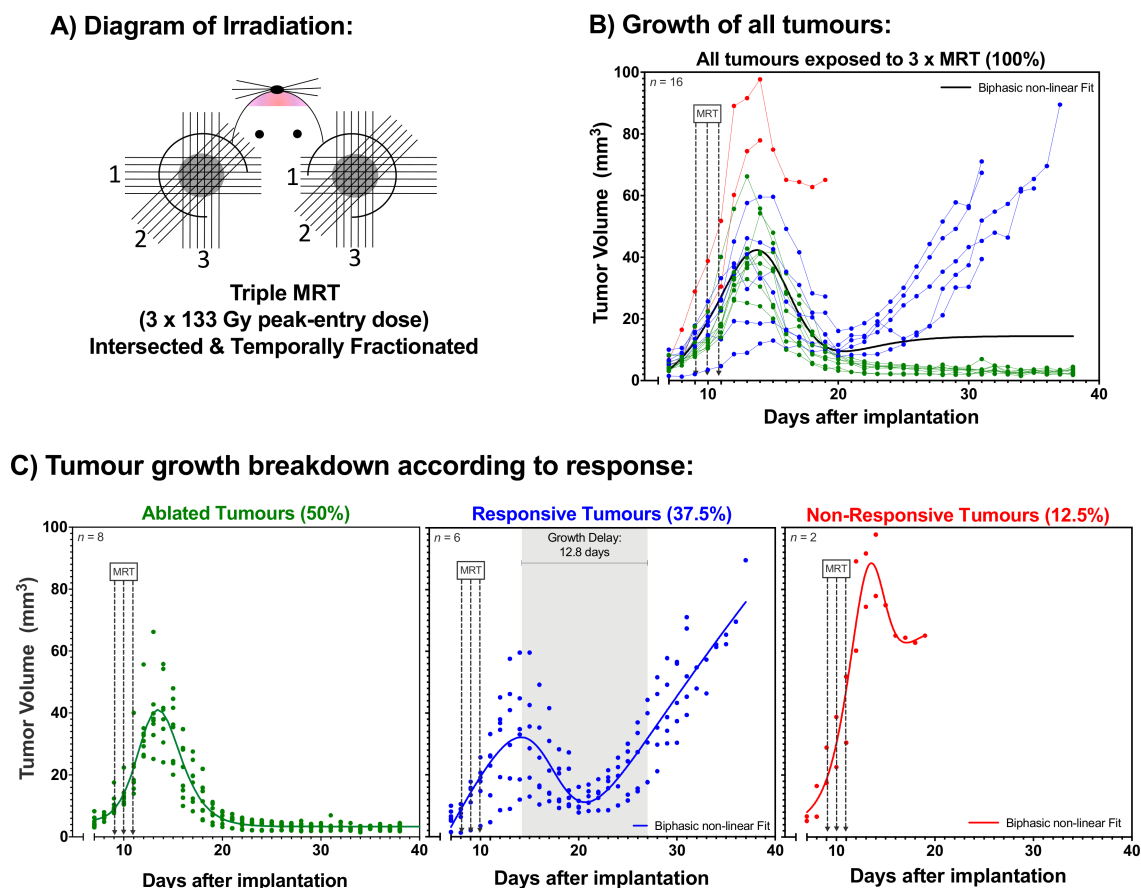 A) Diagram of Irradiation:
1
2
3
1
2
3
Triple MRT
(3 x 133 Gy peak-entry dose)
Intersected & Temporally Fractionated
B) Growth of all tumours:
All tumours exposed to 3 x MRT (100%)
n = 16
Biphasic non-linear Fit
MRT
Tumor Volume (mm³)
100
80
60
40
20
0
10
20
30
40
Days after implantation
C) Tumour growth breakdown according to response:
Ablated Tumours (50%)
n = 8
MRT
Tumor Volume (mm³)
100
80
60
40
20
0
10
20
30
40
Days after implantation
Responsive Tumours (37.5%)
n = 6
Growth Delay:
12.8 days
MRT
Biphasic non-linear Fit
10
20
30
40
Days after implantation
Non-Responsive Tumours (12.5%)
n = 2
MRT
Biphasic non-linear Fit
10
20
30
40
Days after implantation